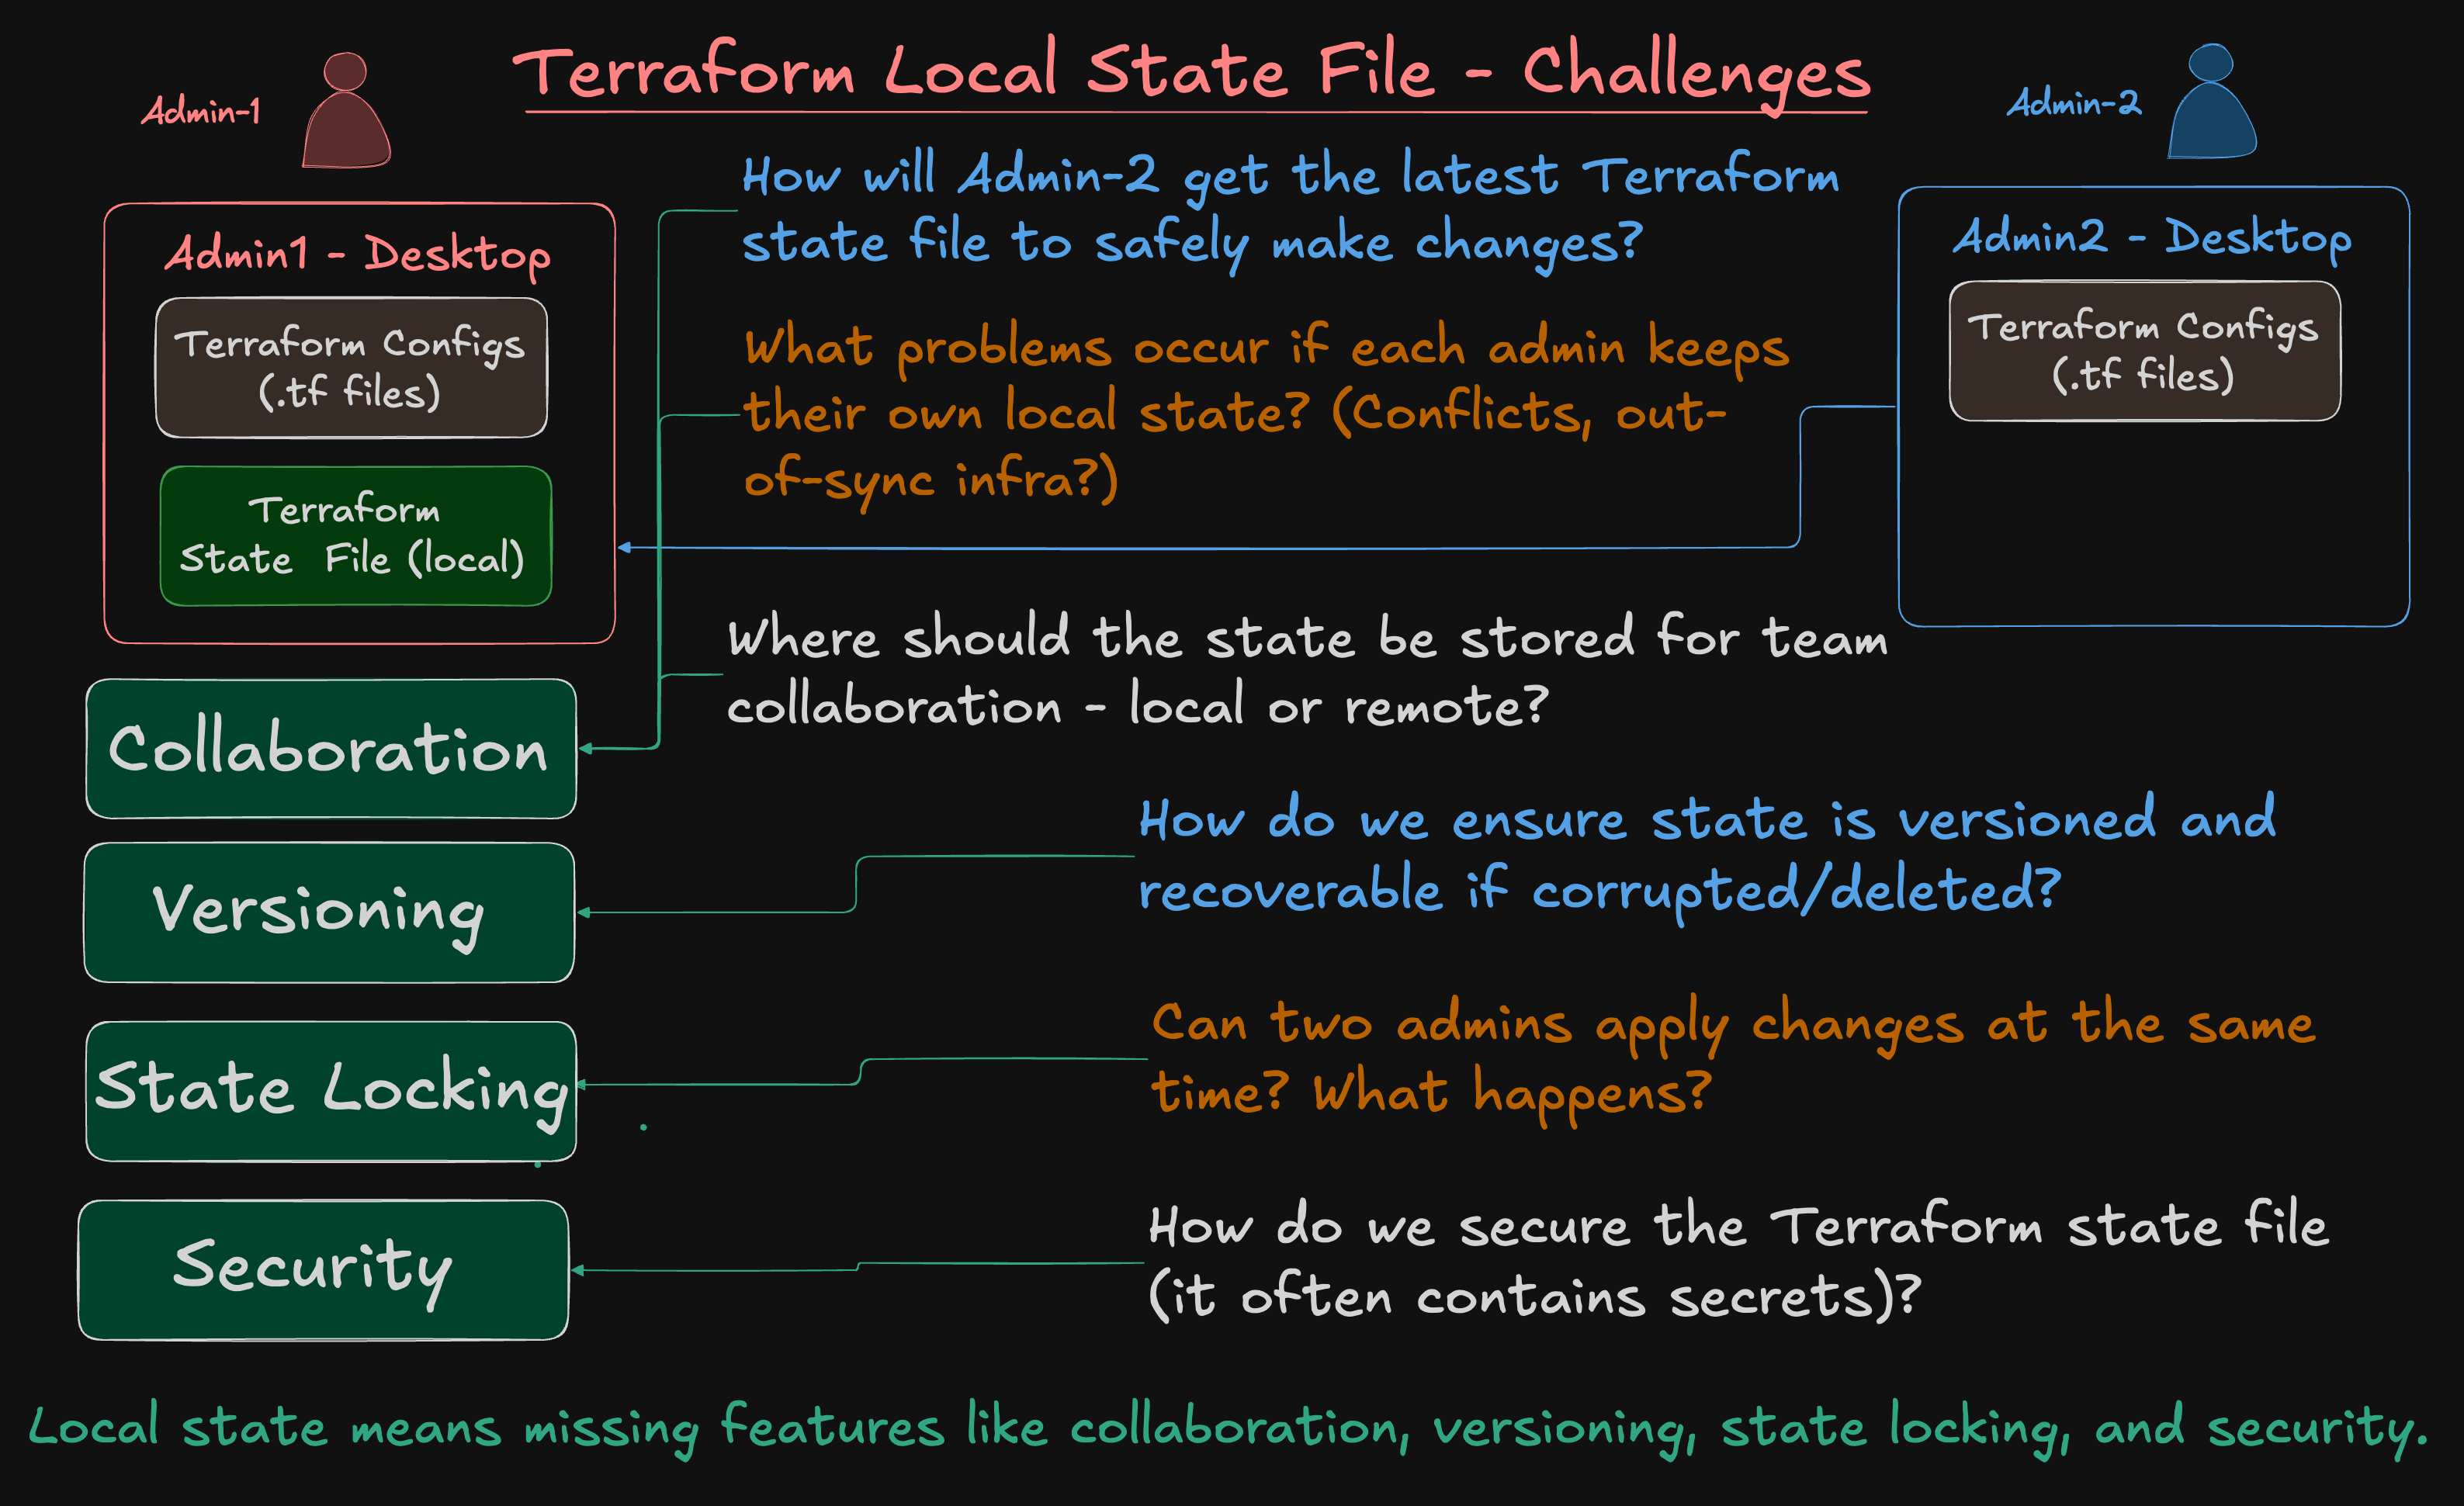 Terraform Local State File - Challenges
Admin-1
Admin-2
Admin1 - Desktop
Terraform Configs
(.tf files)
Terraform
State File (local)
How will Admin-2 get the latest Terraform
state file to safely make changes?
What problems occur if each admin keeps
their own local state? (Conflicts, out-
of-sync infra?)
Admin2 - Desktop
Terraform Configs
(.tf files)
Where should the state be stored for team
collaboration - local or remote?
Collaboration
How do we ensure state is versioned and
recoverable if corrupted/deleted?
Versioning
Can two admins apply changes at the same
time? What happens?
State Locking
How do we secure the Terraform state file
(it often contains secrets)?
Security
Local state means missing features like collaboration, versioning, state locking, and security.